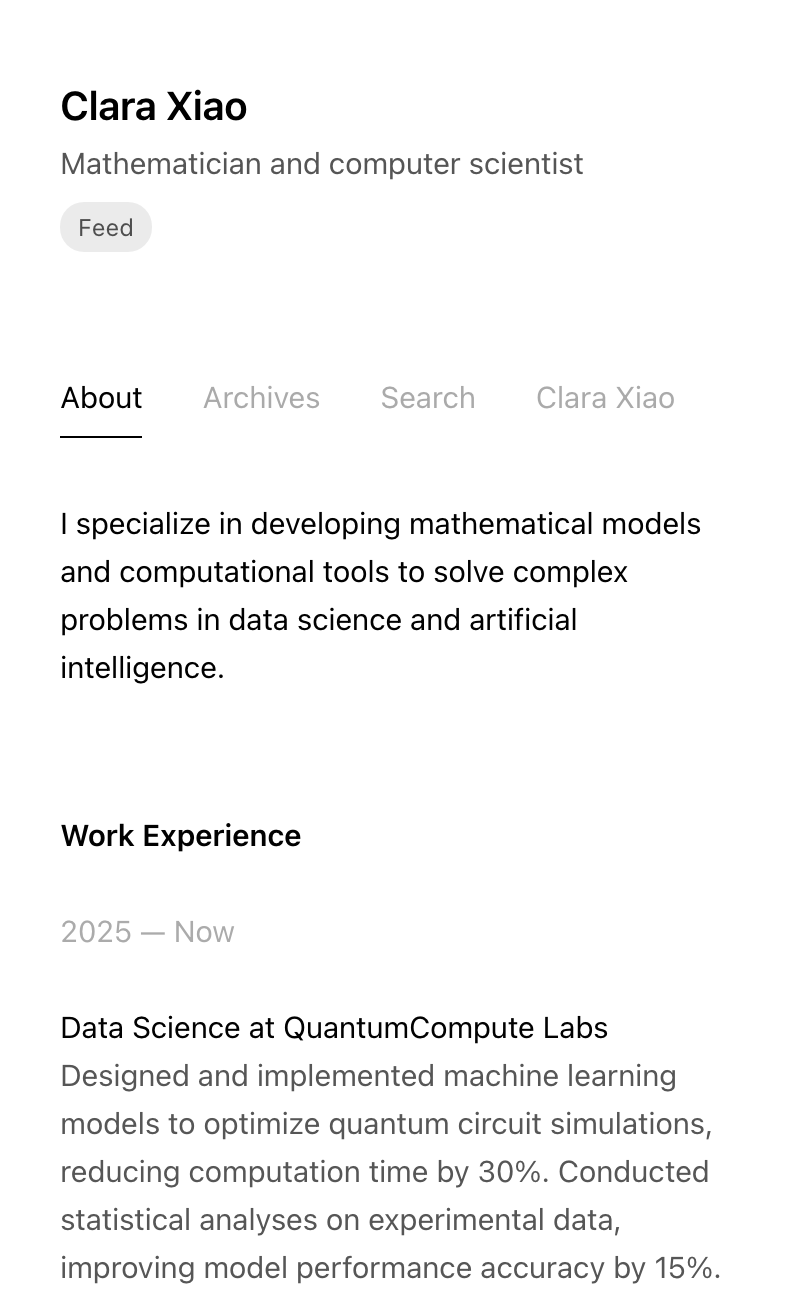 Clara Xiao
Mathematician and computer scientist
Feed
About Archives Search Clara Xiao
I specialize in developing mathematical models
and computational tools to solve complex
problems in data science and artificial
intelligence.
Work Experience
2025 — Now
Data Science at QuantumCompute Labs
Designed and implemented machine learning
models to optimize quantum circuit simulations,
reducing computation time by 30%. Conducted
statistical analyses on experimental data,
improving model performance accuracy by 15%.